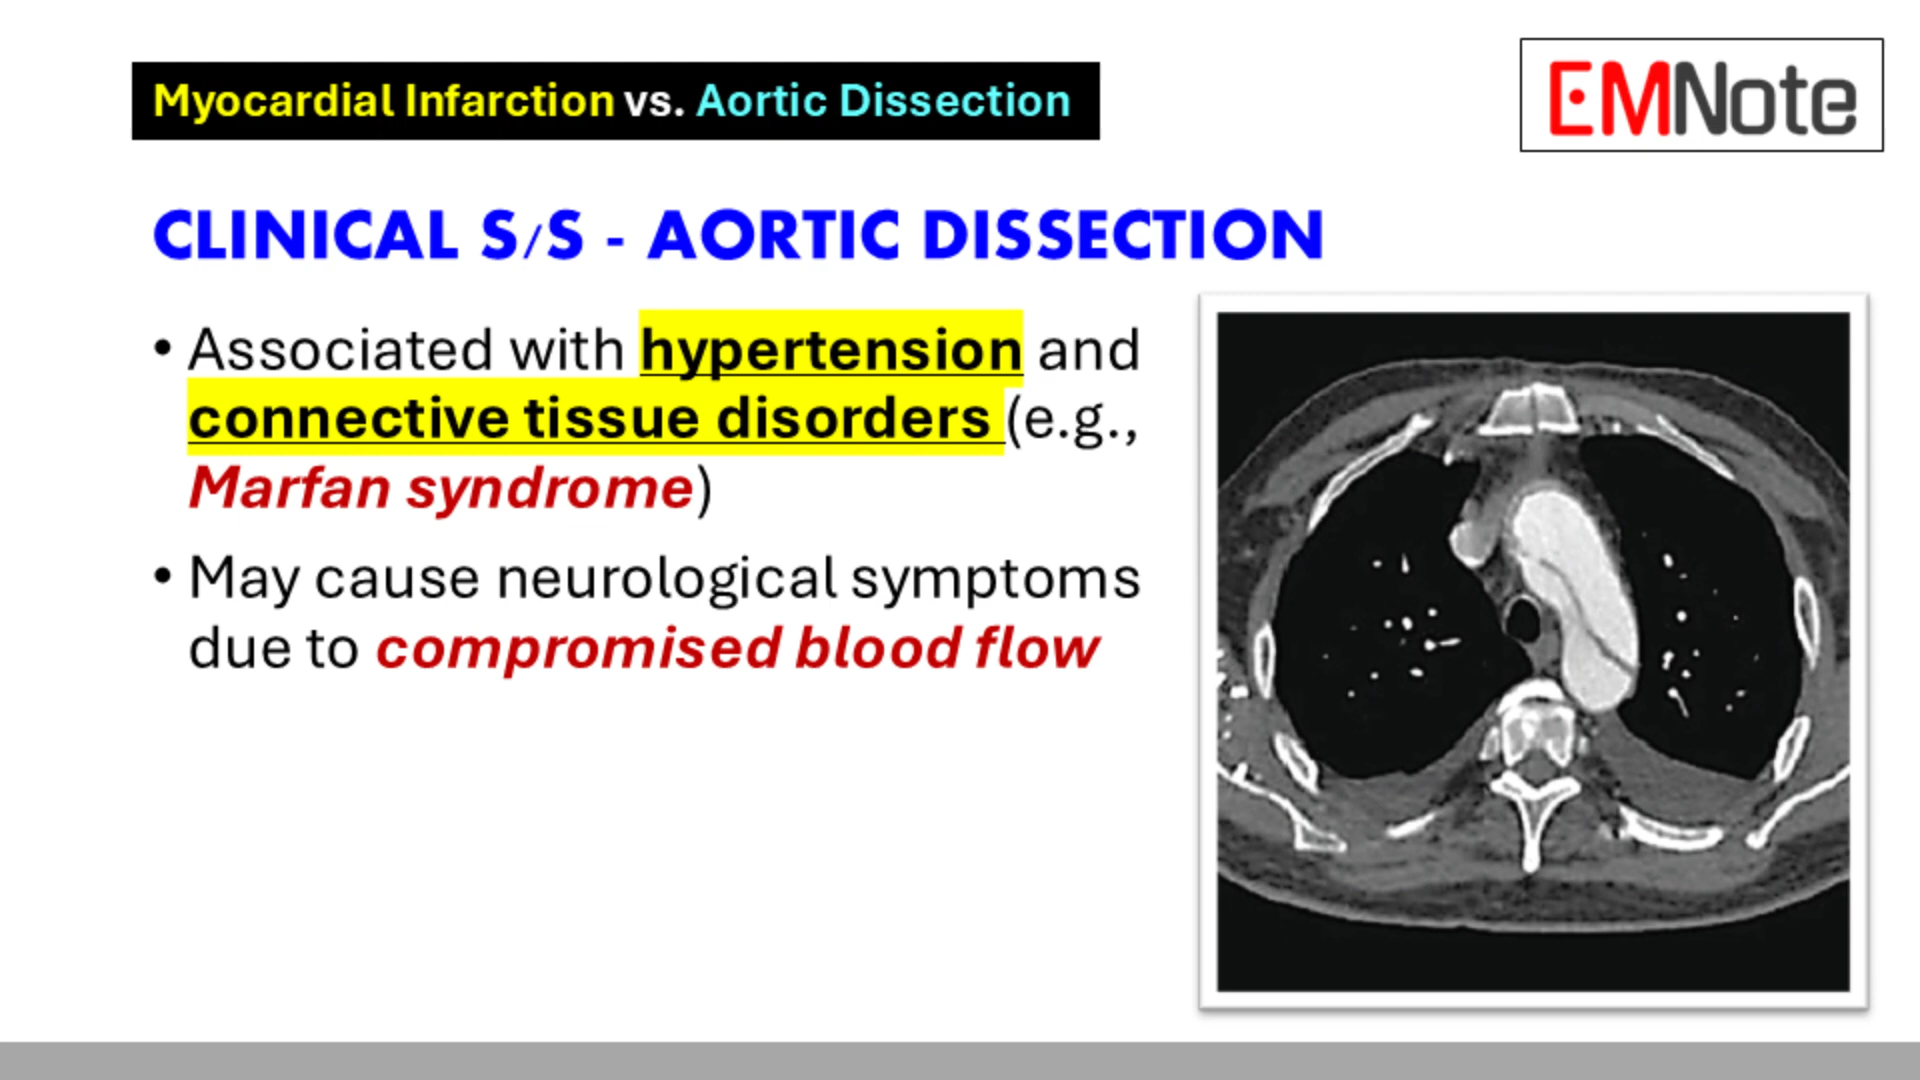 Myocardial Infarction vs. Aortic Dissection
EMNote
CLINICAL S/S - AORTIC DISSECTION
• Associated with hypertension and
connective tissue disorders (e.g.,
Marfan syndrome)
• May cause neurological symptoms
due to compromised blood flow